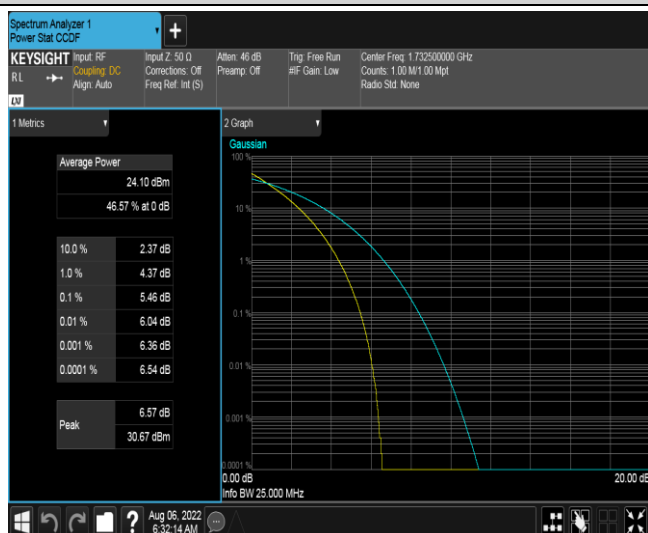 Spectrum Analyzer 1
Power Stat CCDF
+
KEYSIGHT
RL
LXI
Input: RF
Coupling: DC
Align: Auto
Input Z: 50 Ω
Corrections: Off
Freq Ref: Int (S)
Atten: 46 dB
Preamp: Off
Trig: Free Run
#IF Gain: Low
Center Freq: 1.732500000 GHz
Counts: 1.00 M/1.00 Mpt
Radio Std: None
1 Metrics
Average Power
24.10 dBm
46.57 % at 0 dB
10.0 % 2.37 dB
1.0 % 4.37 dB
0.1 % 5.46 dB
0.01 % 6.04 dB
0.001 % 6.36 dB
0.0001 % 6.54 dB
Peak
6.57 dB
30.67 dBm
2 Graph
Gaussian
100 %
10 %
1 %
0.1 %
0.01 %
0.001 %
0.0001 %
0.00 dB 20.00 dB
Info BW 25.000 MHz
?
Aug 06, 2022
6:32:14 AM